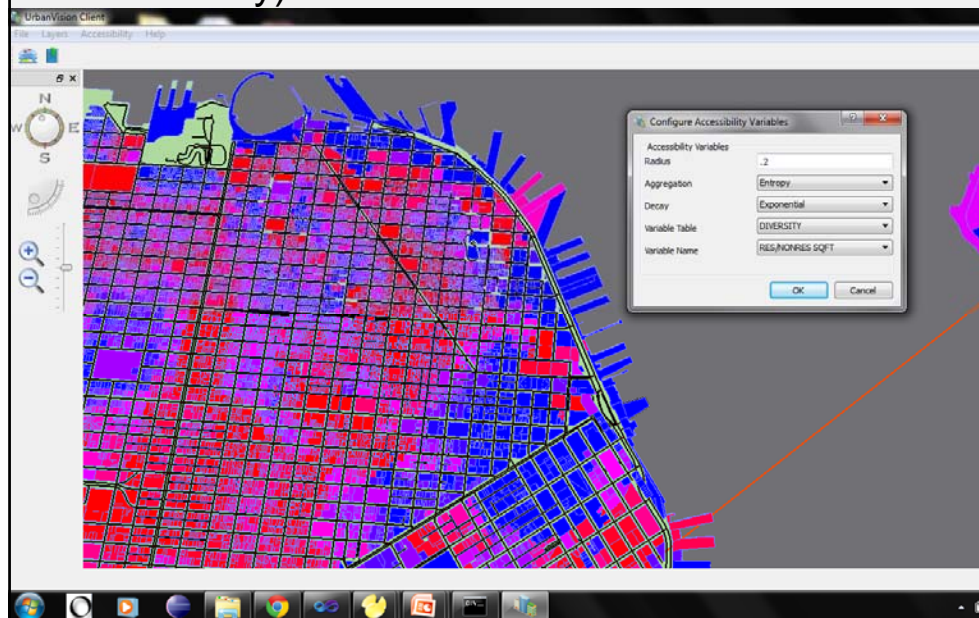 UrbanVision Client
File Layers Accessibility Help
N
W E
S
Configure Accessibility Variables
Accessibility Variables
Radius .2
Aggregation Entropy
Decay Exponential
Variable Table DIVERSITY
Variable Name RES/NONRES SQFT
OK Cancel